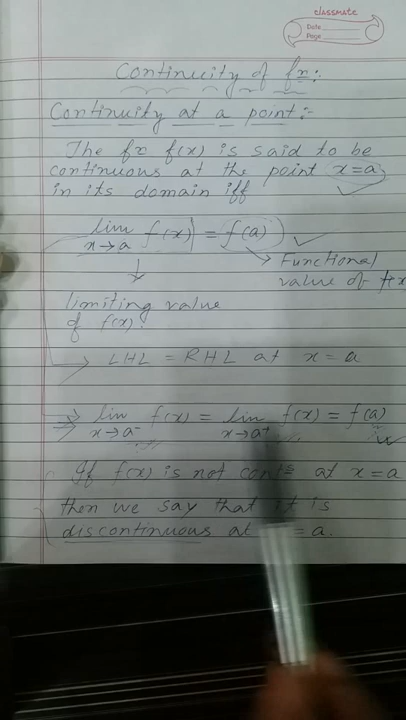 classmate
Date
Page
Continuity of fx:
Continuity at a point:-
The fx f(x) is said to be
continuous at the point x=a,
in its domain iff
lim f(x) = f(a)
x→a
→ Functional
value of f(x
limiting value
of f(x).
→ LHL = RHL at x = a
⇒ lim f(x) = lim f(x) = f(a)
x→a⁻ x→a⁺
If f(x) is not conts at x=a
then we say that it is
discontinuous at = a.